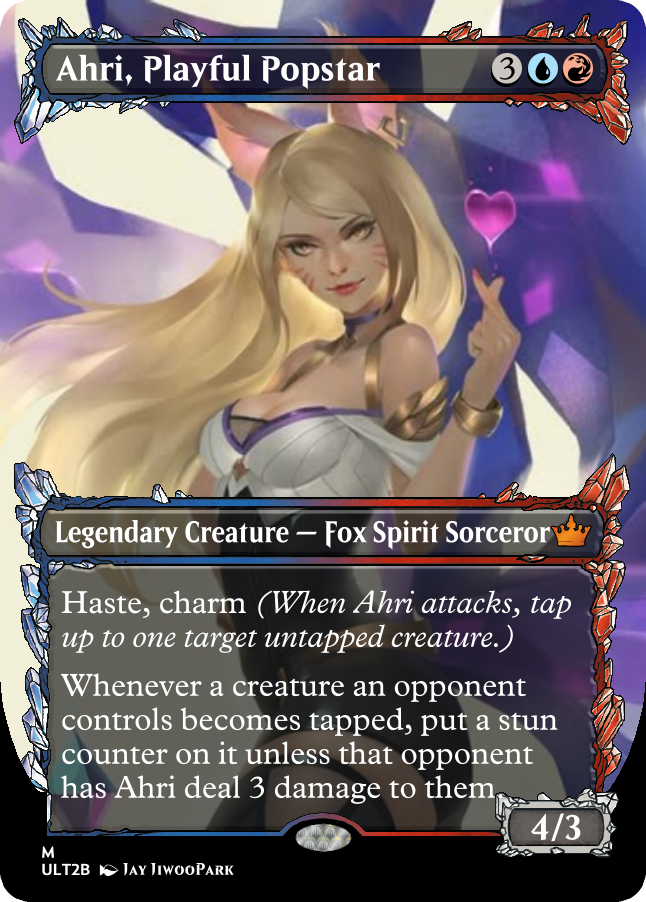 Ahri, Playful Popstar
3
Legendary Creature — Fox Spirit Sorceror
Haste, charm (When Ahri attacks, tap
up to one target untapped creature.)
Whenever a creature an opponent
controls becomes tapped, put a stun
counter on it unless that opponent
has Ahri deal 3 damage to them
4/3
M
ULT2B Jay JiwooPark